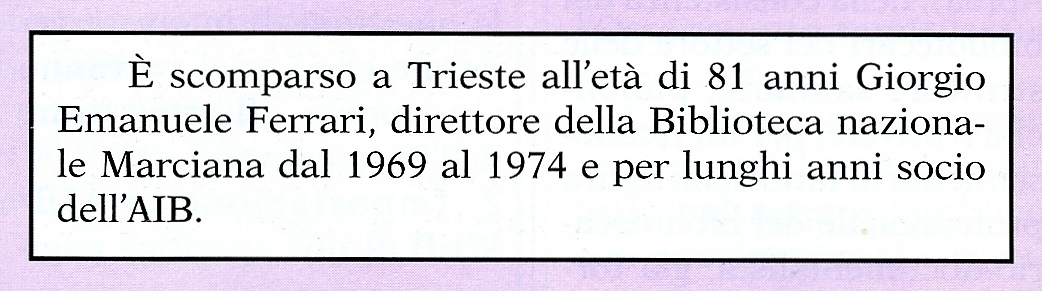 È scomparso a Trieste all'età di 81 anni Giorgio
Emanuele Ferrari, direttore della Biblioteca naziona-
le Marciana dal 1969 al 1974 e per lunghi anni socio
dell'AIB.